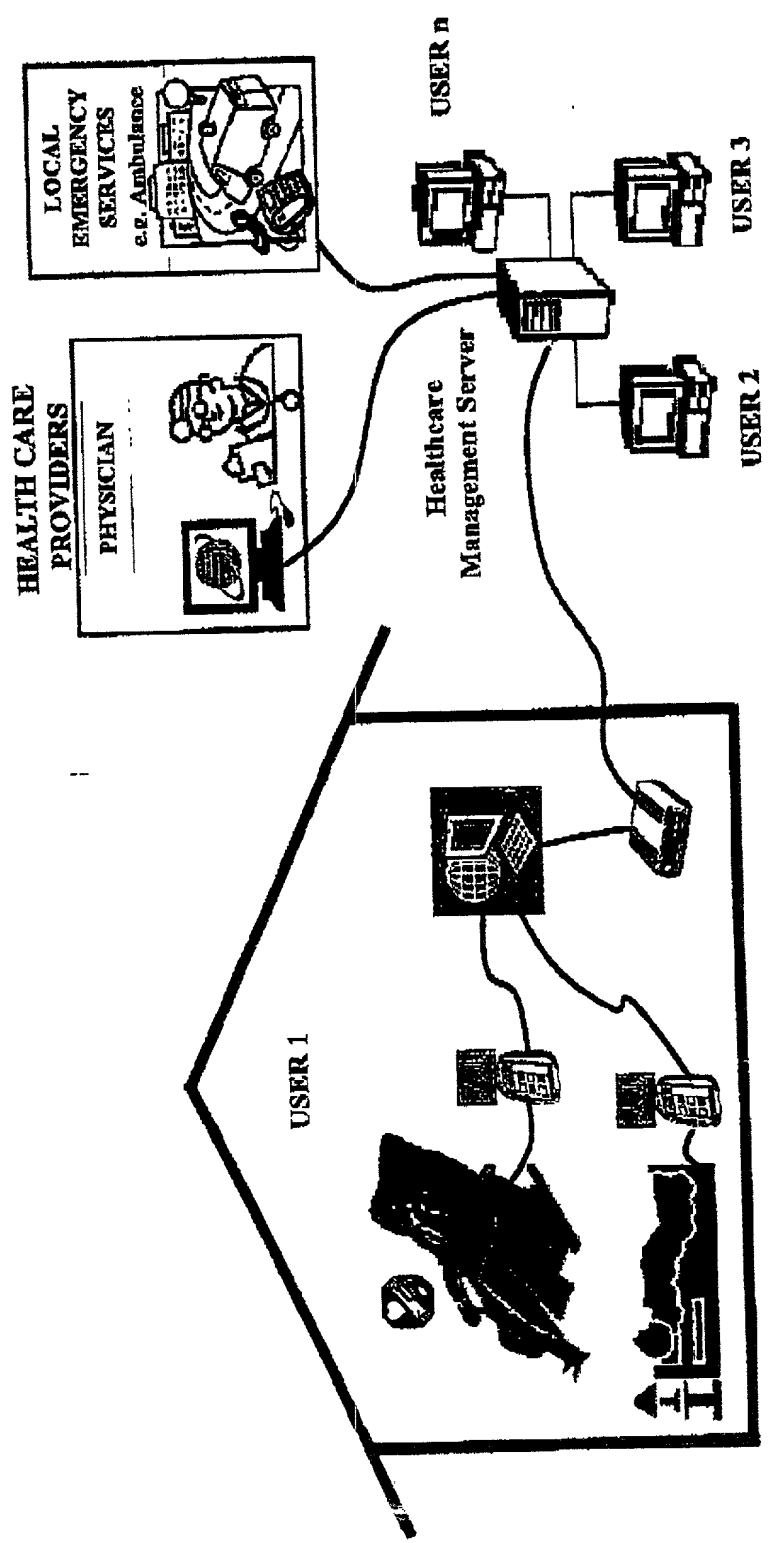 HEALTH CARE
PROVIDERS
PHYSICIAN
LOCAL
EMERGENCY
SERVICES
e.g. Ambulance
USER 1
Healthcare
Management Server
USER n
USER 2
USER 3